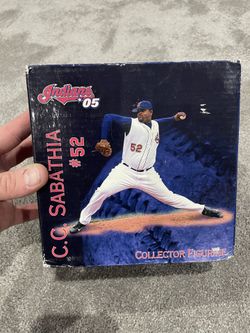 Indians '05
C.C. SABATHIA
#52
52
COLLECTOR FIGURINE